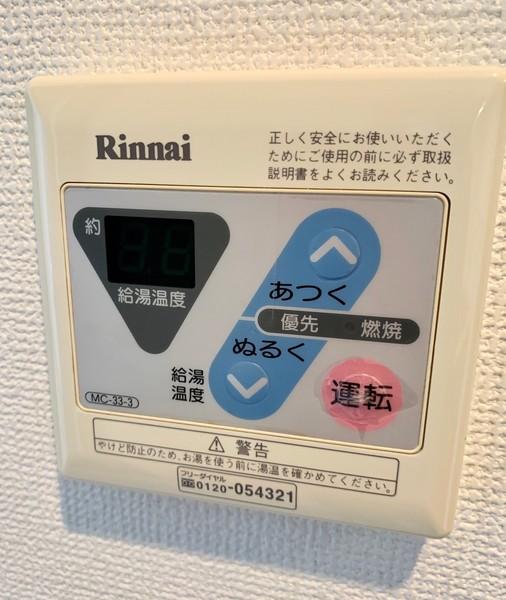 Rinnai
正しく安全にお使いいただく
ためにご使用の前に必ず取扱
説明書をよくお読みください。
約
給湯温度
あつく
優先 燃焼
ぬるく
給湯
温度
運転
MC-33-3
⚠ 警告
やけど防止のため、お湯を使う前に湯温を確かめてください。
フリーダイヤル
0120-054321